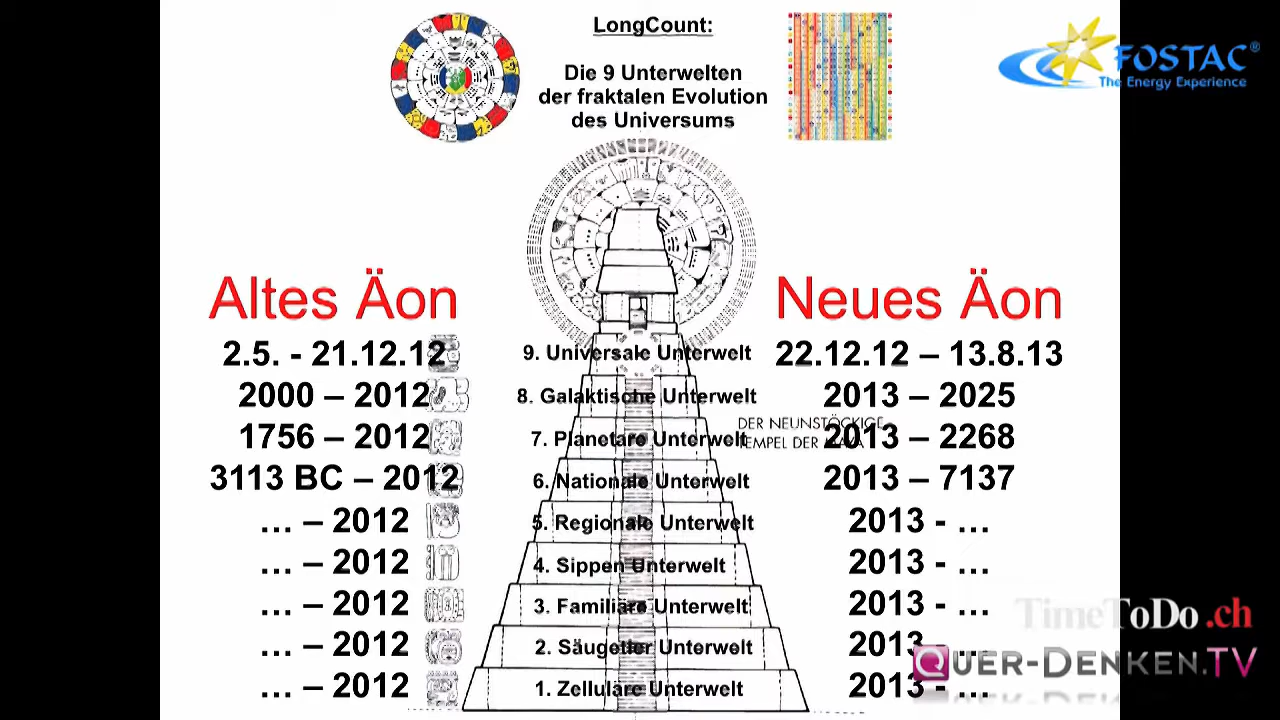 LongCount:
Die 9 Unterwelten
der fraktalen Evolution
des Universums
FOSTAC®
The Energy Experience
Altes Äon
Neues Äon
2.5. - 21.12.12
9. Universale Unterwelt
22.12.12 – 13.8.13
2000 – 2012
8. Galaktische Unterwelt
2013 – 2025
DER NEUNSTÖCKIGE
TEMPEL DER MAYA
1756 – 2012
7. Planetare Unterwelt
2013 – 2268
3113 BC – 2012
6. Nationale Unterwelt
2013 – 7137
... – 2012
5. Regionale Unterwelt
2013 - ...
... – 2012
4. Sippen Unterwelt
2013 - ...
... – 2012
3. Familiäre Unterwelt
2013 - ...
... – 2012
2. Säugetier Unterwelt
2013 - ...
... – 2012
1. Zelluläre Unterwelt
2013 - ...
TimeToDo.ch
QUER-DENKEN.TV